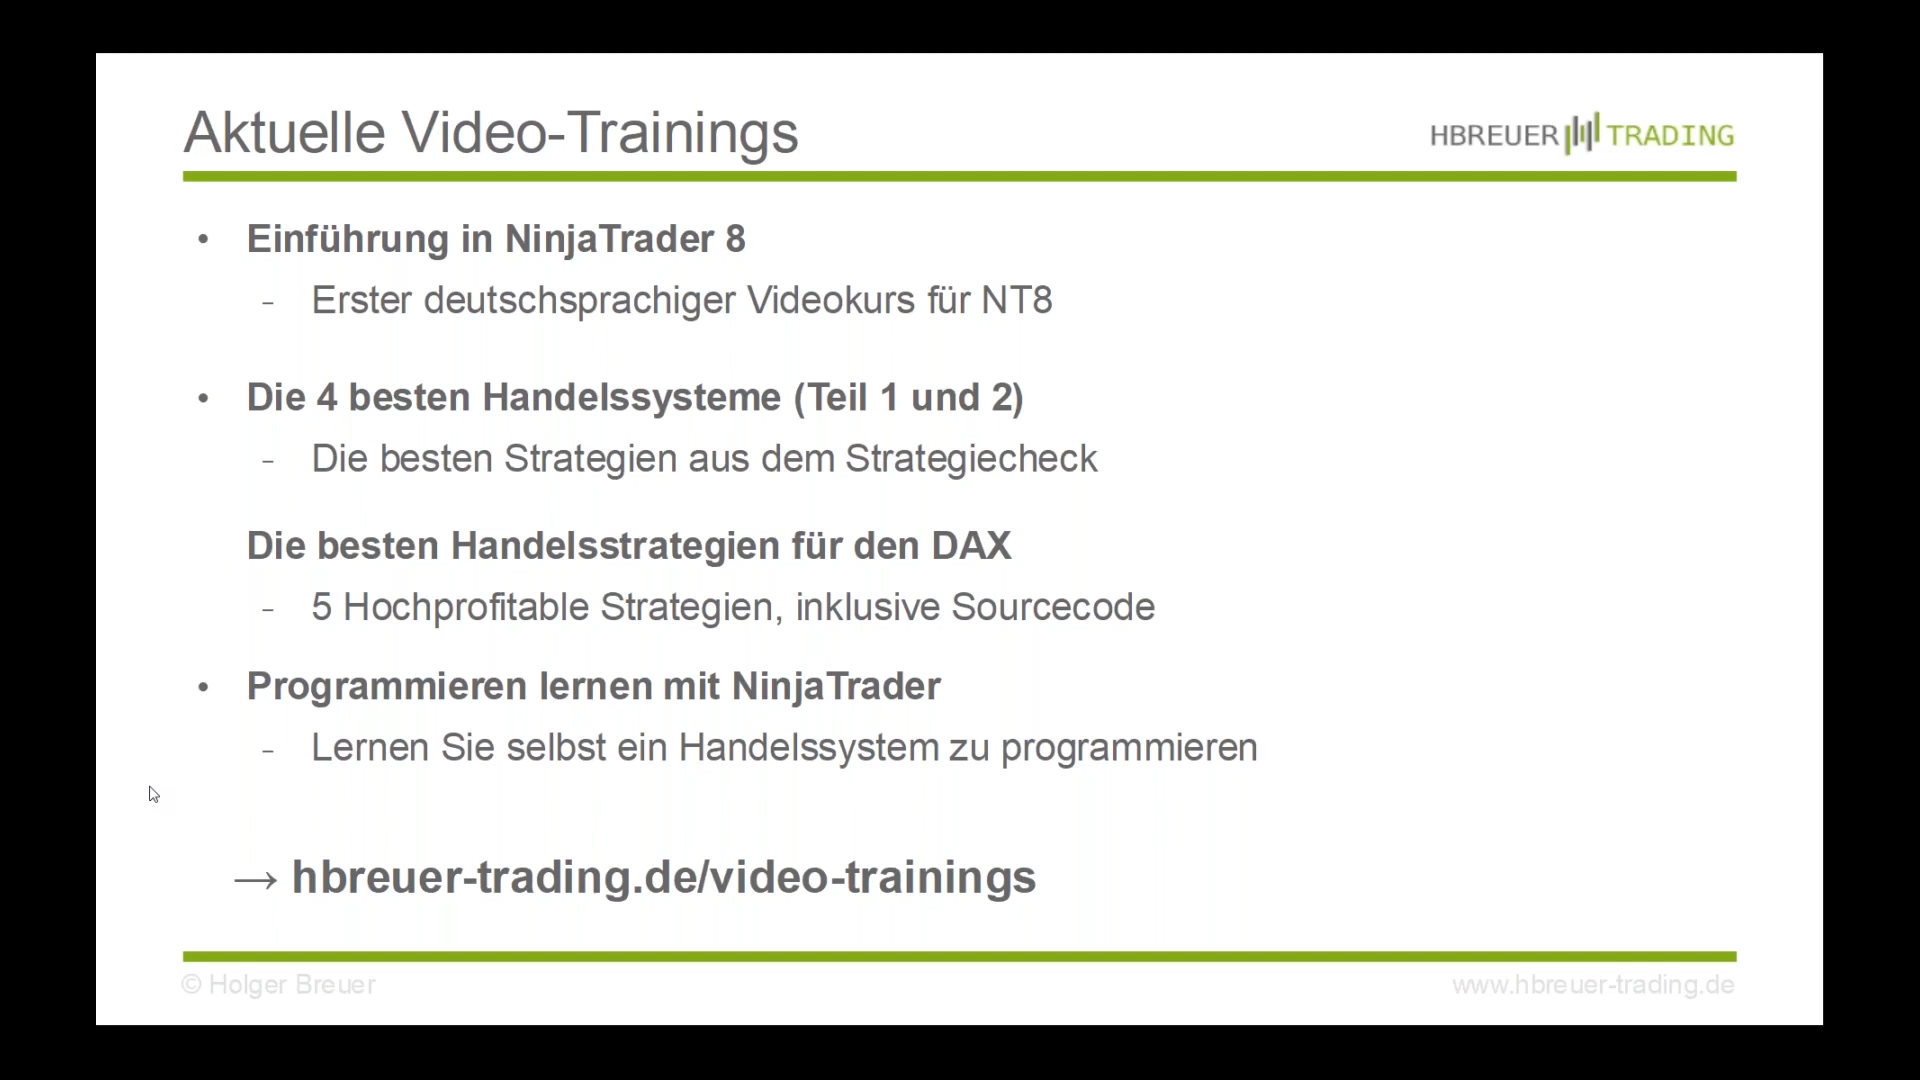 Aktuelle Video-Trainings
HBREUER TRADING
• Einführung in NinjaTrader 8
– Erster deutschsprachiger Videokurs für NT8
• Die 4 besten Handelssysteme (Teil 1 und 2)
– Die besten Strategien aus dem Strategiecheck
Die besten Handelsstrategien für den DAX
– 5 Hochprofitable Strategien, inklusive Sourcecode
• Programmieren lernen mit NinjaTrader
– Lernen Sie selbst ein Handelssystem zu programmieren
→ hbreuer-trading.de/video-trainings
© Holger Breuer
www.hbreuer-trading.de